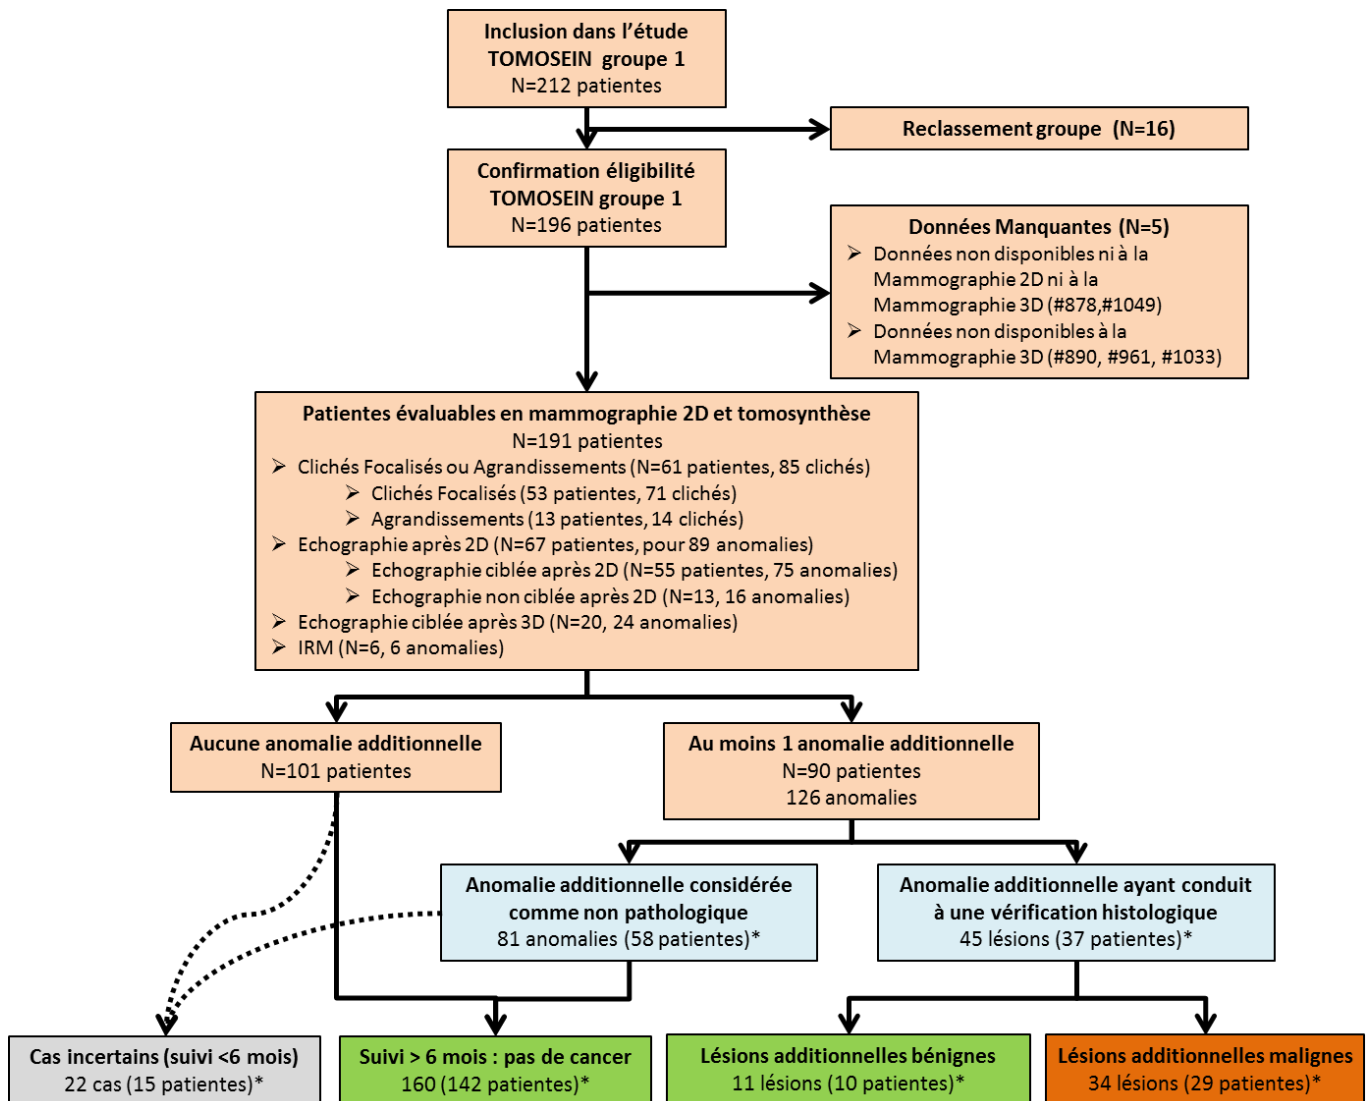 Inclusion dans l’étude
TOMOSEIN groupe 1
N=212 patientes
Reclassement groupe (N=16)
Confirmation éligibilité
TOMOSEIN groupe 1
N=196 patientes
Données Manquantes (N=5)
➢ Données non disponibles ni à la
Mammographie 2D ni à la
Mammographie 3D (#878,#1049)
➢ Données non disponibles à la
Mammographie 3D (#890, #961, #1033)
Patientes évaluables en mammographie 2D et tomosynthèse
N=191 patientes
➢ Clichés Focalisés ou Agrandissements (N=61 patientes, 85 clichés)
➢ Clichés Focalisés (53 patientes, 71 clichés)
➢ Agrandissements (13 patientes, 14 clichés)
➢ Echographie après 2D (N=67 patientes, pour 89 anomalies)
➢ Echographie ciblée après 2D (N=55 patientes, 75 anomalies)
➢ Echographie non ciblée après 2D (N=13, 16 anomalies)
➢ Echographie ciblée après 3D (N=20, 24 anomalies)
➢ IRM (N=6, 6 anomalies)
Aucune anomalie additionnelle
N=101 patientes
Au moins 1 anomalie additionnelle
N=90 patientes
126 anomalies
Anomalie additionnelle considérée
comme non pathologique
81 anomalies (58 patientes)*
Anomalie additionnelle ayant conduit
à une vérification histologique
45 lésions (37 patientes)*
Cas incertains (suivi <6 mois)
22 cas (15 patientes)*
Suivi > 6 mois : pas de cancer
160 (142 patientes)*
Lésions additionnelles bénignes
11 lésions (10 patientes)*
Lésions additionnelles malignes
34 lésions (29 patientes)*